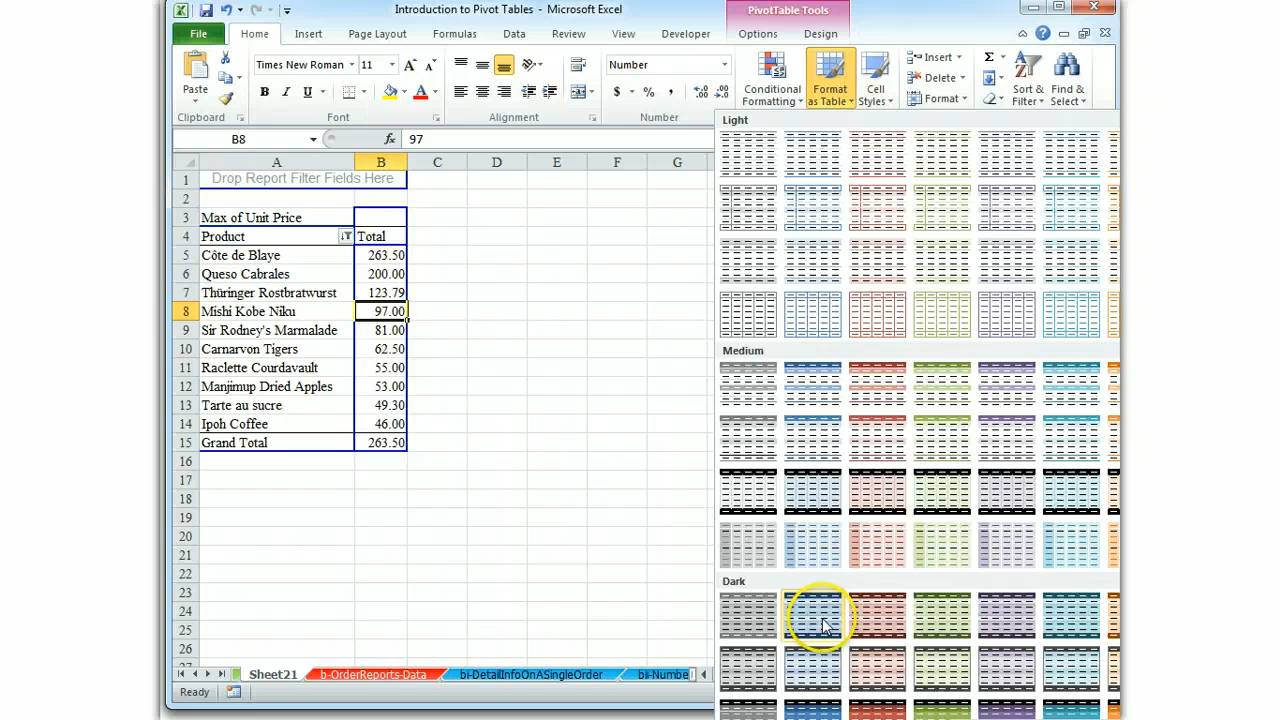 Introduction to Pivot Tables - Microsoft Excel
PivotTable Tools
File Home Insert Page Layout Formulas Data Review View Developer Options Design
Times New Roman 11 Number Insert
Delete
Format
Paste
Conditional Formatting
Format as Table
Cell Styles
Sort & Filter
Find & Select
Clipboard Font Alignment Number
B8 fx 97
Light
A B C D E F G
1 Drop Report Filter Fields Here
2
3 Max of Unit Price
4 Product Total
5 Côte de Blaye 263.50
6 Queso Cabrales 200.00
7 Thüringer Rostbratwurst 123.79
8 Mishi Kobe Niku 97.00
9 Sir Rodney's Marmalade 81.00
10 Carnarvon Tigers 62.50
Medium
11 Raclette Courdavault 55.00
12 Manjimup Dried Apples 53.00
13 Tarte au sucre 49.30
14 Ipoh Coffee 46.00
15 Grand Total 263.50
16
17
18
19
20
21
22
Dark
23
24
25
26
Sheet21 b-OrderReports-Data bi-DetailInfoOnASingleOrder
Ready